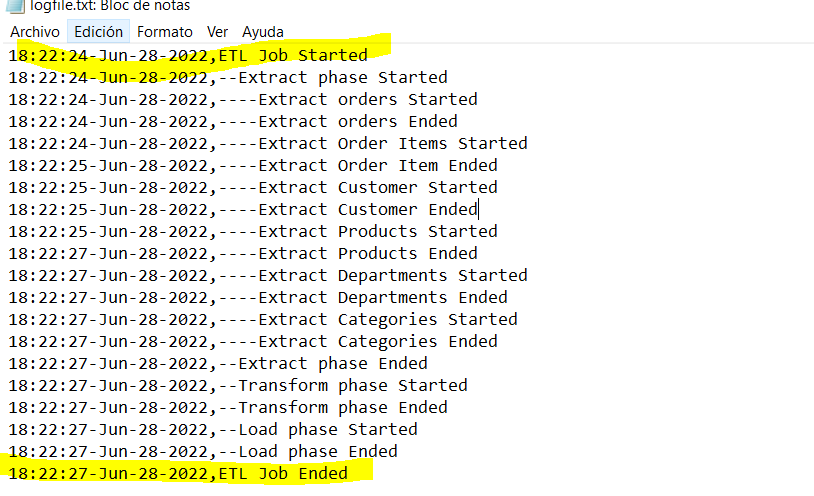 logfile.txt: Bloc de notas
Archivo Edición Formato Ver Ayuda
18:22:24-Jun-28-2022,ETL Job Started
18:22:24-Jun-28-2022,--Extract phase Started
18:22:24-Jun-28-2022,----Extract orders Started
18:22:24-Jun-28-2022,----Extract orders Ended
18:22:24-Jun-28-2022,----Extract Order Items Started
18:22:25-Jun-28-2022,----Extract Order Item Ended
18:22:25-Jun-28-2022,----Extract Customer Started
18:22:25-Jun-28-2022,----Extract Customer Ended
18:22:25-Jun-28-2022,----Extract Products Started
18:22:27-Jun-28-2022,----Extract Products Ended
18:22:27-Jun-28-2022,----Extract Departments Started
18:22:27-Jun-28-2022,----Extract Departments Ended
18:22:27-Jun-28-2022,----Extract Categories Started
18:22:27-Jun-28-2022,----Extract Categories Ended
18:22:27-Jun-28-2022,--Extract phase Ended
18:22:27-Jun-28-2022,--Transform phase Started
18:22:27-Jun-28-2022,--Transform phase Ended
18:22:27-Jun-28-2022,--Load phase Started
18:22:27-Jun-28-2022,--Load phase Ended
18:22:27-Jun-28-2022,ETL Job Ended